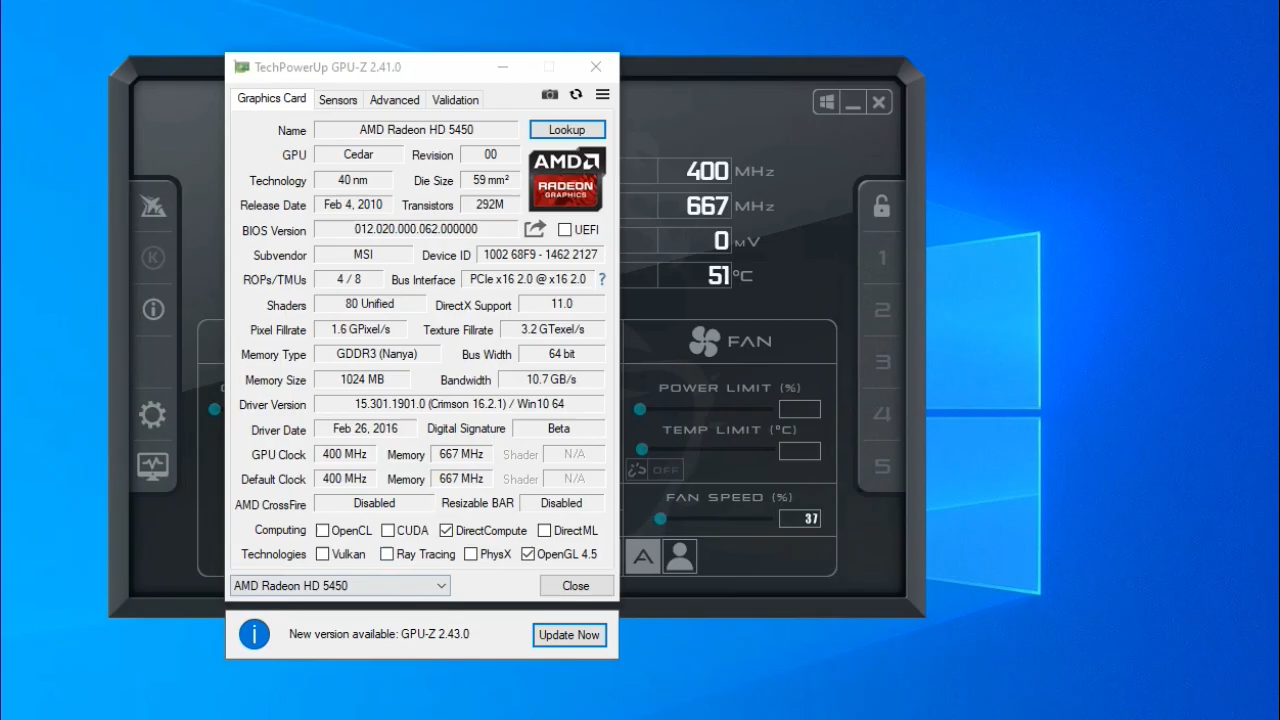 TechPowerUp GPU-Z 2.41.0
Graphics Card Sensors Advanced Validation
Name AMD Radeon HD 5450 Lookup
GPU Cedar Revision 00
AMD
RADEON
GRAPHICS
Technology 40 nm Die Size 59 mm²
Release Date Feb 4, 2010 Transistors 292M
BIOS Version 012.020.000.062.000000 UEFI
Subvendor MSI Device ID 1002 68F9 - 1462 2127
ROPs/TMUs 4 / 8 Bus Interface PCIe x16 2.0 @ x16 2.0 ?
Shaders 80 Unified DirectX Support 11.0
Pixel Fillrate 1.6 GPixel/s Texture Fillrate 3.2 GTexel/s
Memory Type GDDR3 (Nanya) Bus Width 64 bit
Memory Size 1024 MB Bandwidth 10.7 GB/s
Driver Version 15.301.1901.0 (Crimson 16.2.1) / Win10 64
Driver Date Feb 26, 2016 Digital Signature Beta
GPU Clock 400 MHz Memory 667 MHz Shader N/A
Default Clock 400 MHz Memory 667 MHz Shader N/A
AMD CrossFire Disabled Resizable BAR Disabled
Computing OpenCL CUDA DirectCompute DirectML
Technologies Vulkan Ray Tracing PhysX OpenGL 4.5
AMD Radeon HD 5450 Close
i New version available: GPU-Z 2.43.0 Update Now
K
i
400 MHz
667 MHz
0 mV
51 °C
FAN
POWER LIMIT (%)
TEMP LIMIT (°C)
OFF
FAN SPEED (%)
37
A
1
2
3
4
5